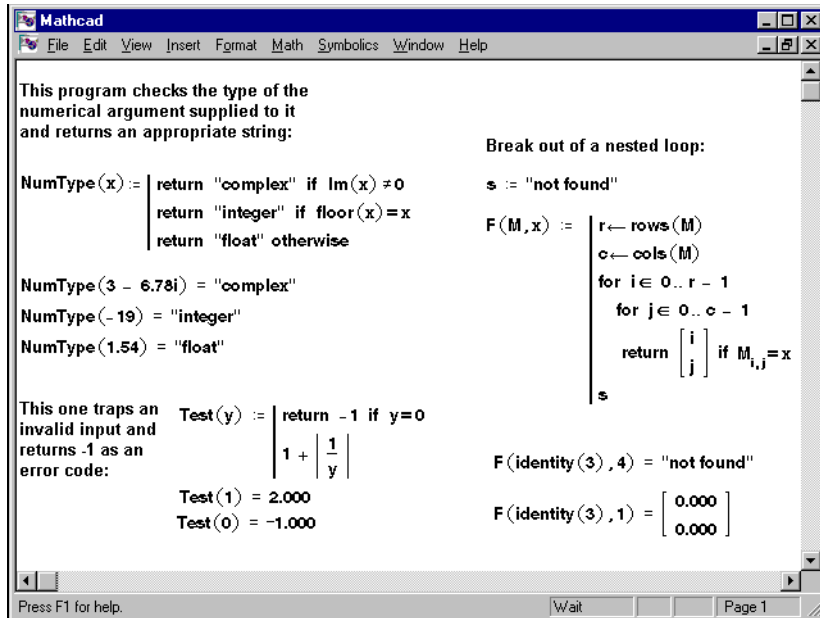 Mathcad
File Edit View Insert Format Math Symbolics Window Help
This program checks the type of the
numerical argument supplied to it
and returns an appropriate string:
NumType(x) := return "complex" if Im(x) ≠ 0
return "integer" if floor(x) = x
return "float" otherwise
NumType(3 - 6.78i) = "complex"
NumType(-19) = "integer"
NumType(1.54) = "float"
This one traps an
invalid input and
returns -1 as an
error code:
Test(y) := return -1 if y=0
1 + | 1/y |
Test(1) = 2.000
Test(0) = -1.000
Break out of a nested loop:
s := "not found"
F(M,x) := r← rows(M)
c← cols(M)
for i∈ 0.. r - 1
for j∈ 0.. c - 1
return [ i j ] if M i,j = x
s
F(identity(3),4) = "not found"
F(identity(3),1) = [ 0.000
0.000 ]
Press F1 for help. Wait Page 1